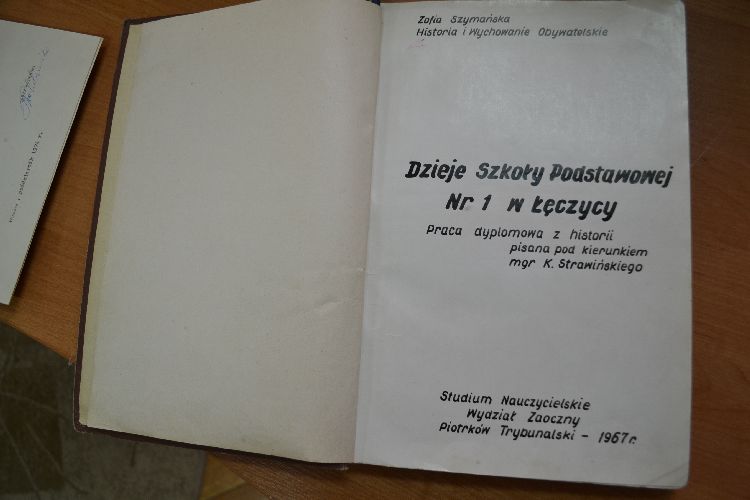 Zofia Szymańska
Historia i Wychowanie Obywatelskie
Dzieje Szkoły Podstawowej
Nr 1 w Łęczycy
Praca dyplomowa z historii
pisana pod kierunkiem
mgr K. Strawińskiego
Studium Nauczycielskie
Wydział Zaoczny
Piotrków Trybunalski - 1967 r.